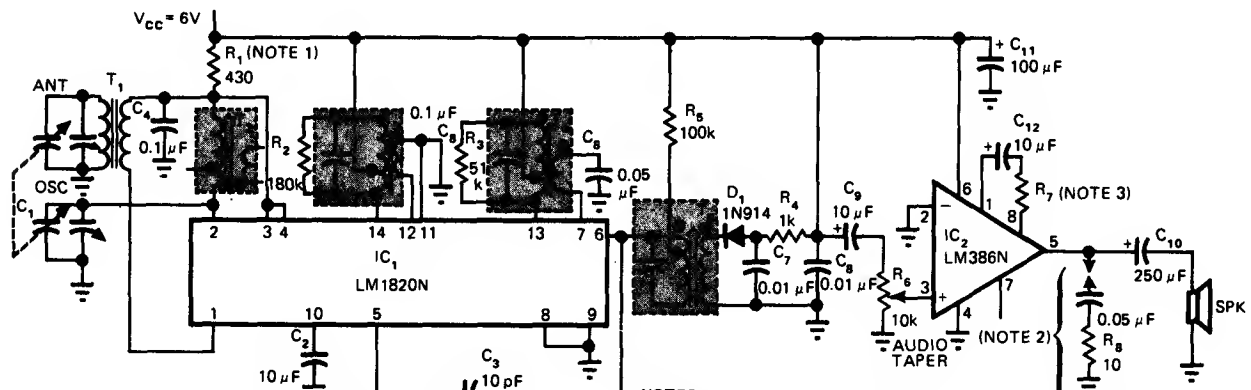 V_CC = 6V
R1 (NOTE 1)
430
ANT
T1
C4
0.1 μF
OSC
C1
R2
180k
0.1 μF
C8
R3
51
k
C8
0.05
μF
R5
100k
D1
1N914
R4
1k
C7
0.01 μF
C8
0.01 μF
C9
10 μF
R6
10k
AUDIO
TAPER
+ C11
100 μF
C12
10 μF
+
R7 (NOTE 3)
6
1
8
2
−
IC2
LM386N
3
+
4
7
5
(NOTE 2)
+ C10
250 μF
0.05 μF
R8
10
SPK
2
3
4
14
12
11
13
7
6
IC1
LM1820N
1
10
5
8
9
C2
10 μF
C3
10 pF